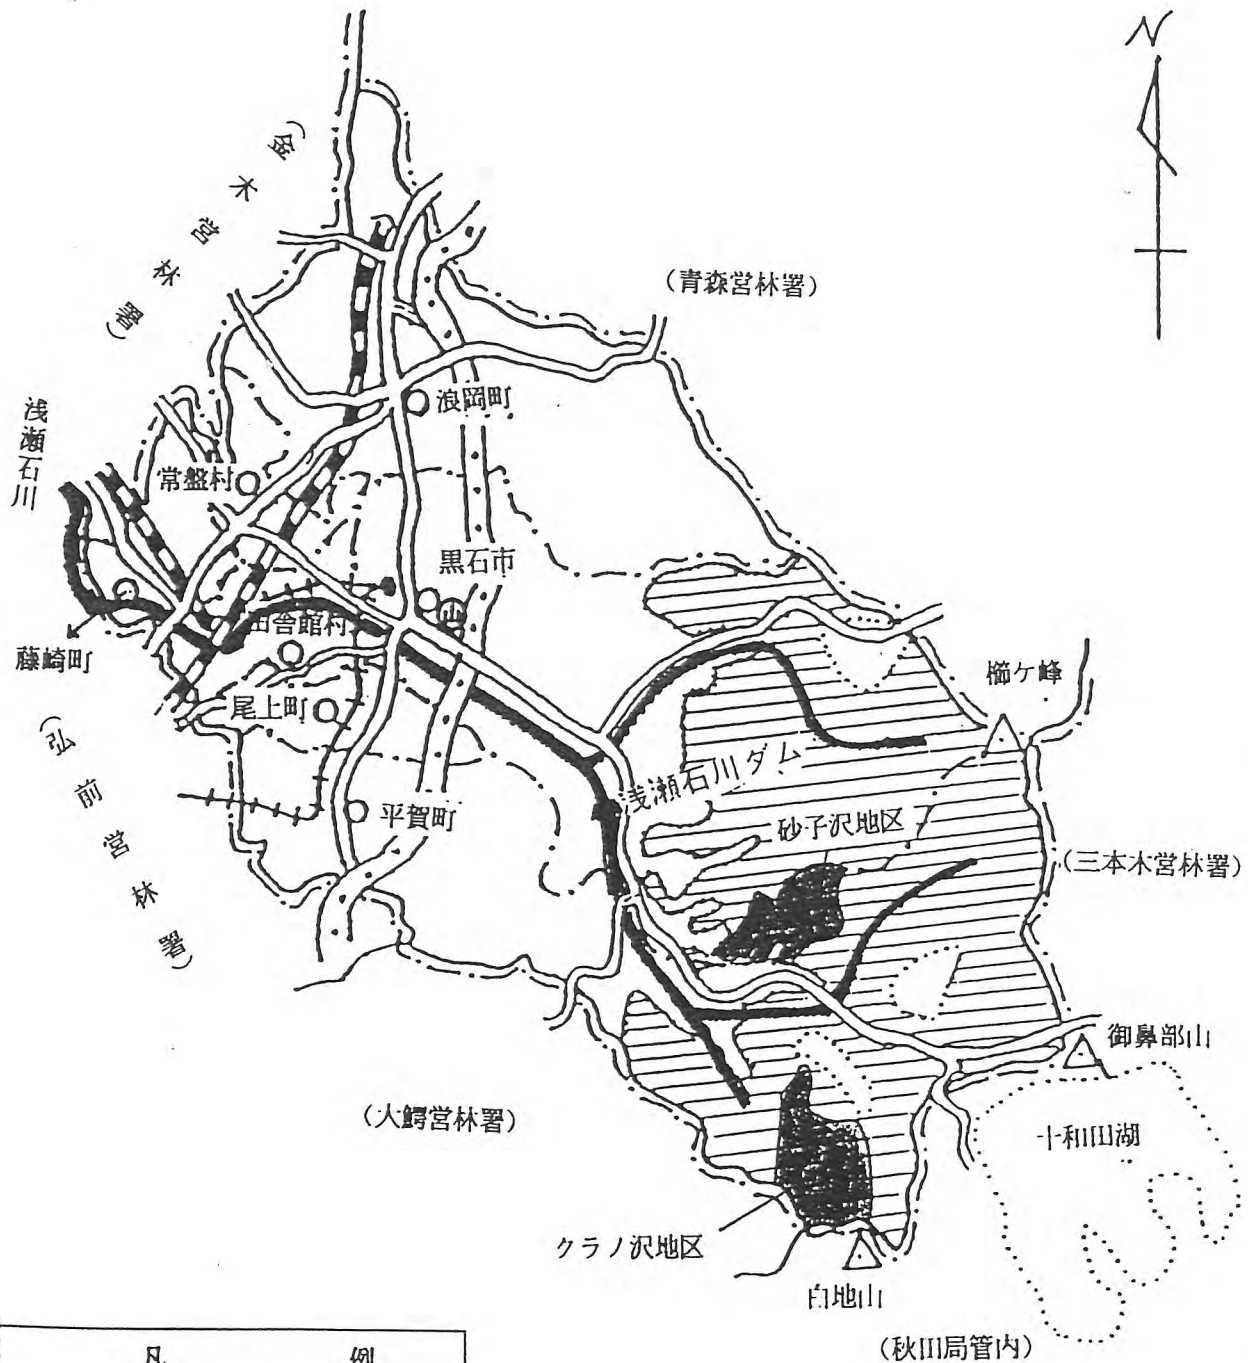 N
(金木営林署)
(青森営林署)
浪岡町
浅瀬石川
常盤村
黒石市
山
田舎館村
藤崎町
櫛ケ峰
尾上町
浅瀬石川ダム
砂子沢地区
平賀町
(弘前営林署)
(三本木営林署)
御鼻部山
(大鰐営林署)
十和田湖
クラノ沢地区
白地山
(秋田局管内)
凡例